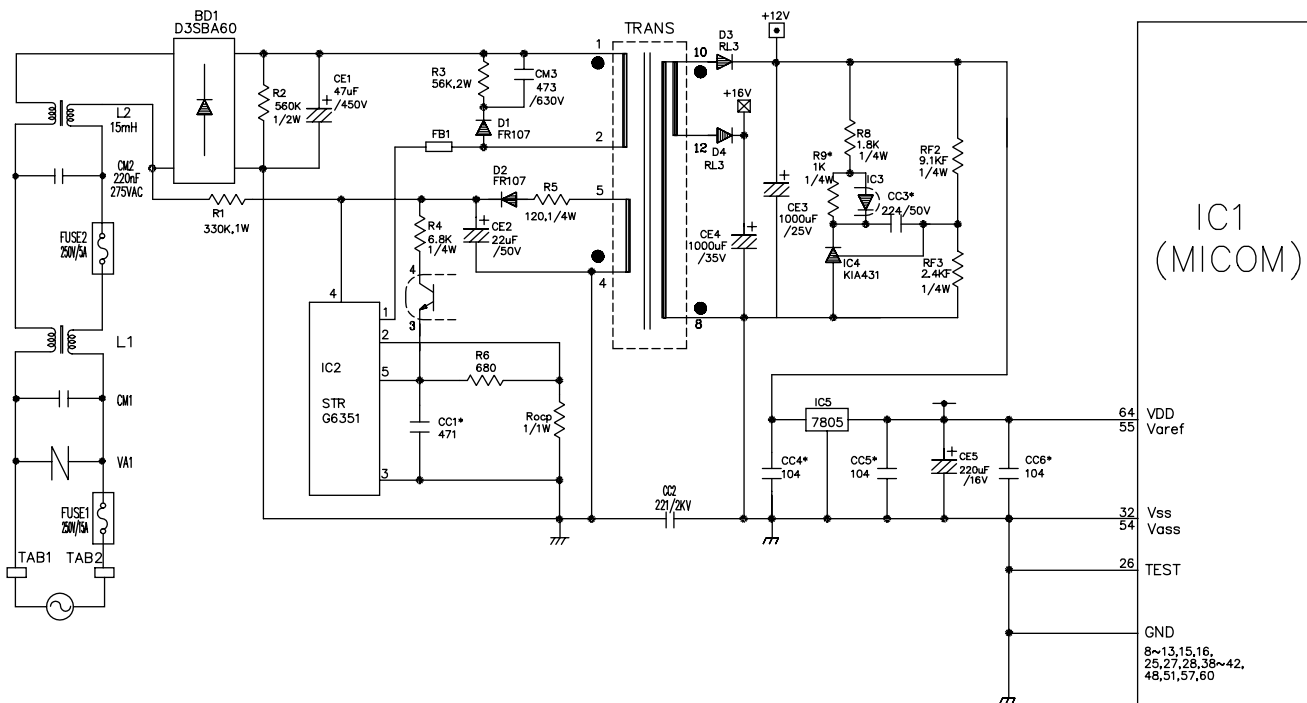 BD1
D3SBA60
TRANS
+12V
1
10
D3
RL3
R3
56K,2W
CM3
473
/630V
CE1
47uF
/450V
R2
560K
1/2W
L2
15mH
+16V
D1
FR107
FB1
2
12
D4
RL3
R8
1.8K
1/4W
RF2
9.1KF
1/4W
R9*
1K
1/4W
IC3
CC3*
224/50V
CM2
220nF
275VAC
D2
FR107
R5
120,1/4W
5
R1
330K,1W
R4
6.8K
1/4W
CE2
22uF
/50V
CE3
1000uF
/25V
CE4
1000uF
/35V
IC4
KIA431
RF3
2.4KF
1/4W
IC1
(MICOM)
FUSE2
250V/5A
4
4
4
3
8
1
2
L1
IC2
STR
G6351
5
R6
680
CM1
CC1*
471
Rocp
1/1W
3
IC5
7805
64
VDD
55
Varef
VA1
CC4*
104
CC5*
104
CE5
220uF
/16V
CC6*
104
FUSE1
250V/15A
CC2
221/2KV
32
Vss
54
Vass
TAB1
TAB2
26
TEST
GND
8~13,15,16,
25,27,28,38~42,
48,51,57,60